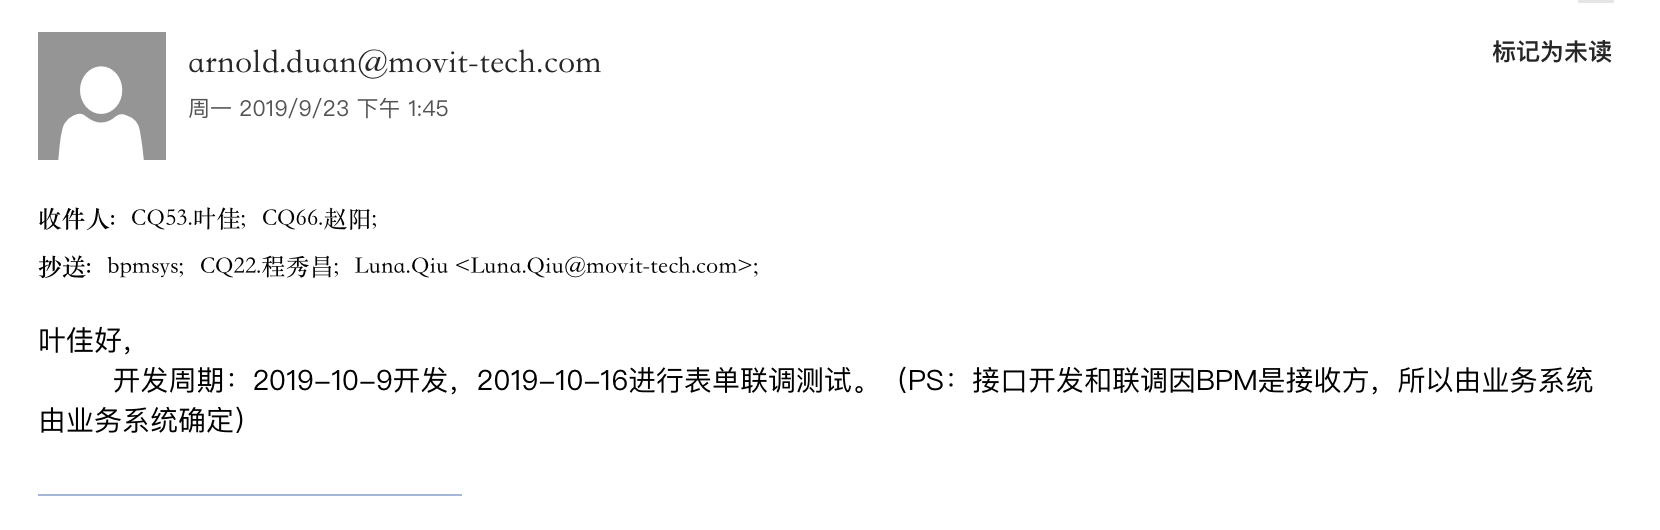 arnold.duan@movit-tech.com
标记为未读
周一 2019/9/23 下午 1:45
收件人: CQ53.叶佳; CQ66.赵阳;
抄送: bpmsys; CQ22.程秀昌; Luna.Qiu <Luna.Qiu@movit-tech.com>;
叶佳好，
开发周期：2019-10-9开发，2019-10-16进行表单联调测试。（PS：接口开发和联调因BPM是接收方，所以由业务系统
由业务系统确定）